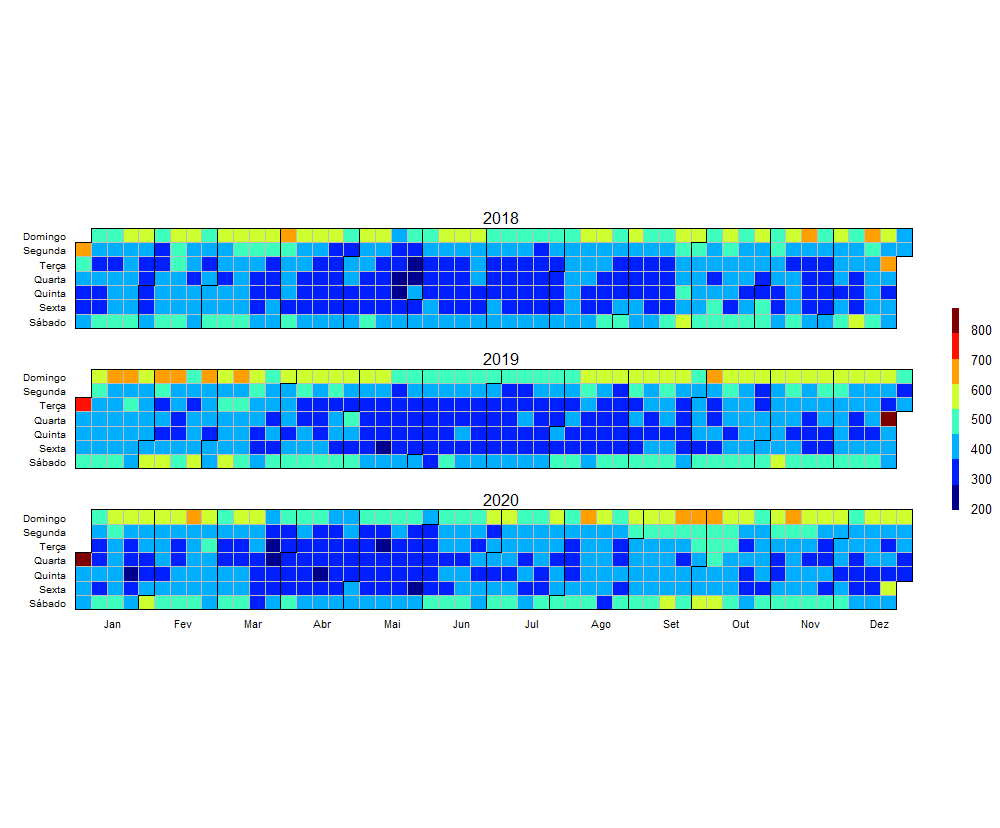 2018
Domingo
Segunda
Terça
Quarta
Quinta
Sexta
Sábado
2019
Domingo
Segunda
Terça
Quarta
Quinta
Sexta
Sábado
2020
Domingo
Segunda
Terça
Quarta
Quinta
Sexta
Sábado
Jan Fev Mar Abr Mai Jun Jul Ago Set Out Nov Dez
800
700
600
500
400
300
200